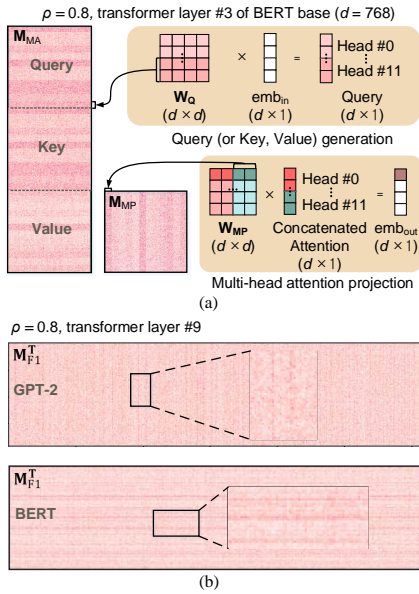 ρ = 0.8, transformer layer #3 of BERT base (d = 768)
M_MA
Query
Key
Value
M_MP
× =
Head #0
Head #11
W_Q
(d × d)
emb_in
(d × 1)
Query
(d × 1)
Query (or Key, Value) generation
× =
Head #0
Head #11
W_MP
(d × d)
Concatenated
Attention
(d × 1)
emb_out
(d × 1)
Multi-head attention projection
(a)
ρ = 0.8, transformer layer #9
M_F1^T
GPT-2
M_F1^T
BERT
(b)